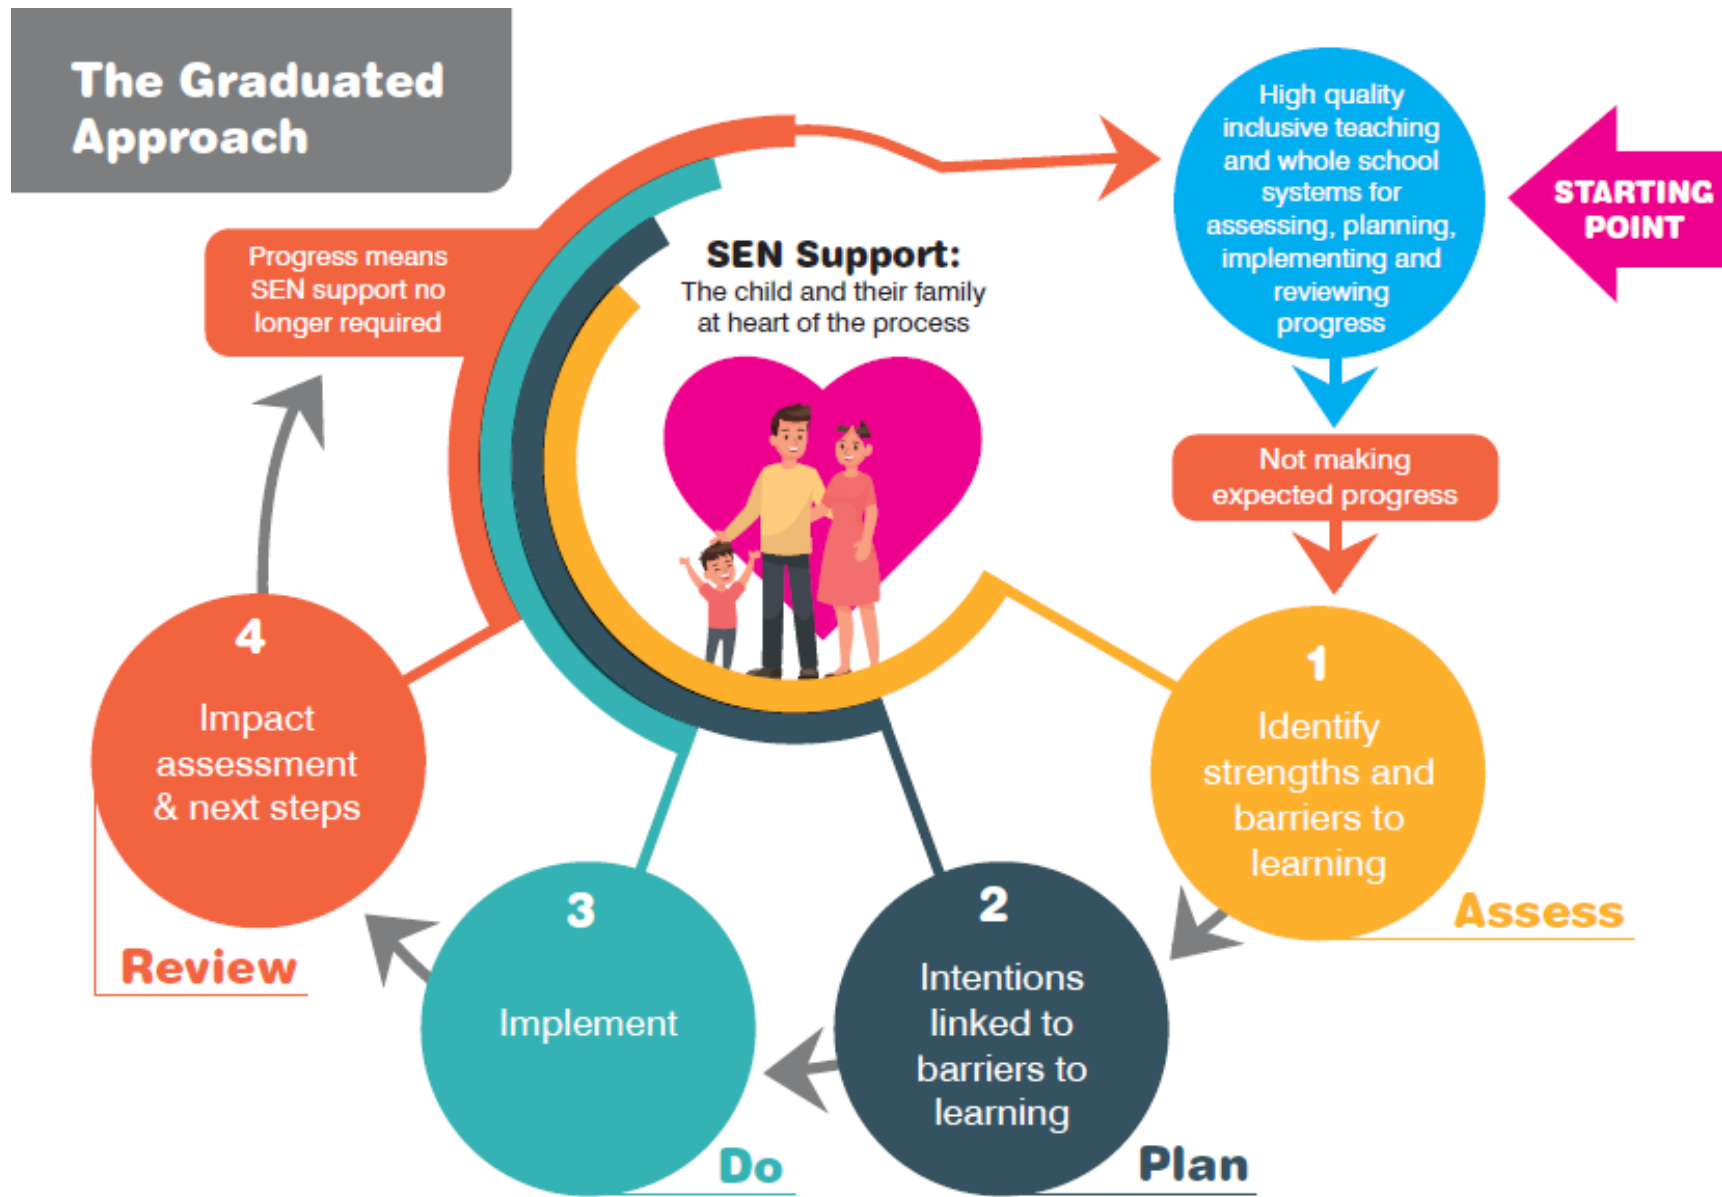 The Graduated
Approach
High quality
inclusive teaching
and whole school
systems for
assessing, planning,
implementing and
reviewing
progress
STARTING
POINT
Progress means
SEN support no
longer required
SEN Support:
The child and their family
at heart of the process
Not making
expected progress
1
Identify
strengths and
barriers to
learning
Assess
2
Intentions
linked to
barriers to
learning
Plan
3
Implement
Do
4
Impact
assessment
& next steps
Review